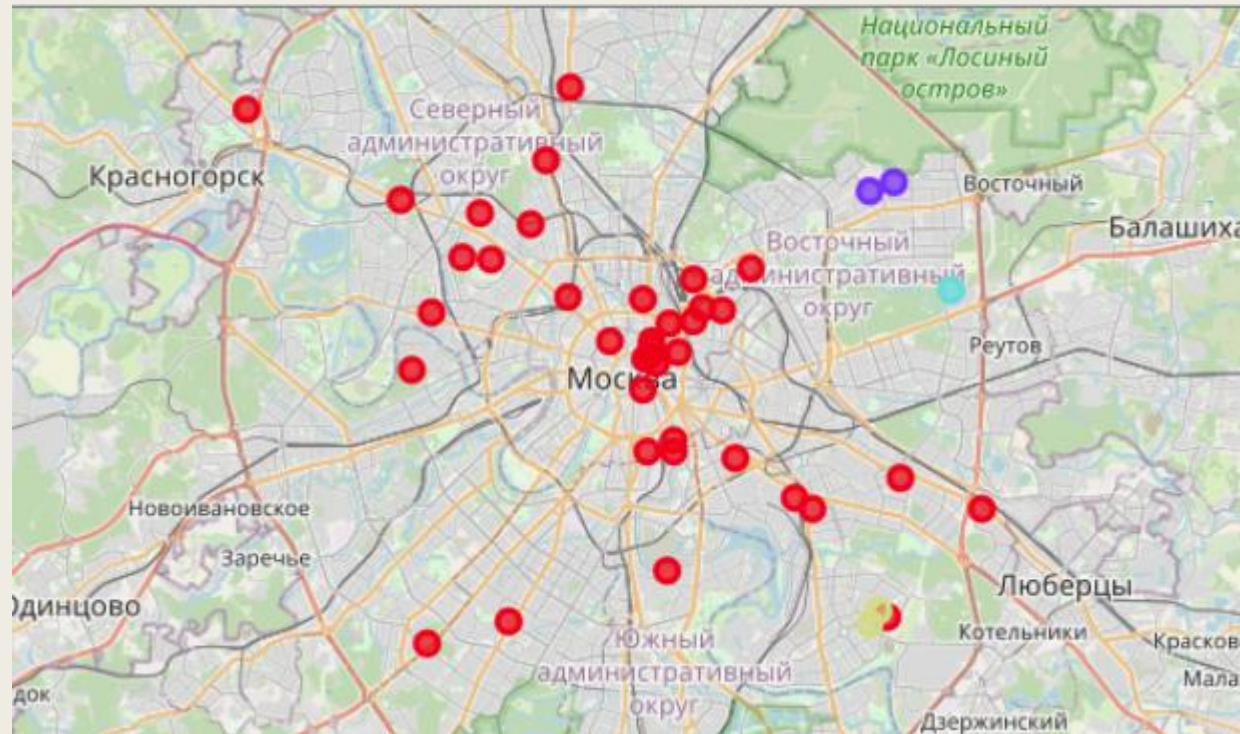 Национальный
парк «Лосиный
остров»
Северный
административный
округ
Красногорск
Восточный
Балашиха
Восточный
административный
округ
Реутов
Москва
Новоивановское
Заречье
Одинцово
Люберцы
Котельники
Южный
административный
округ
Красков
Мала
док
Дзержинский